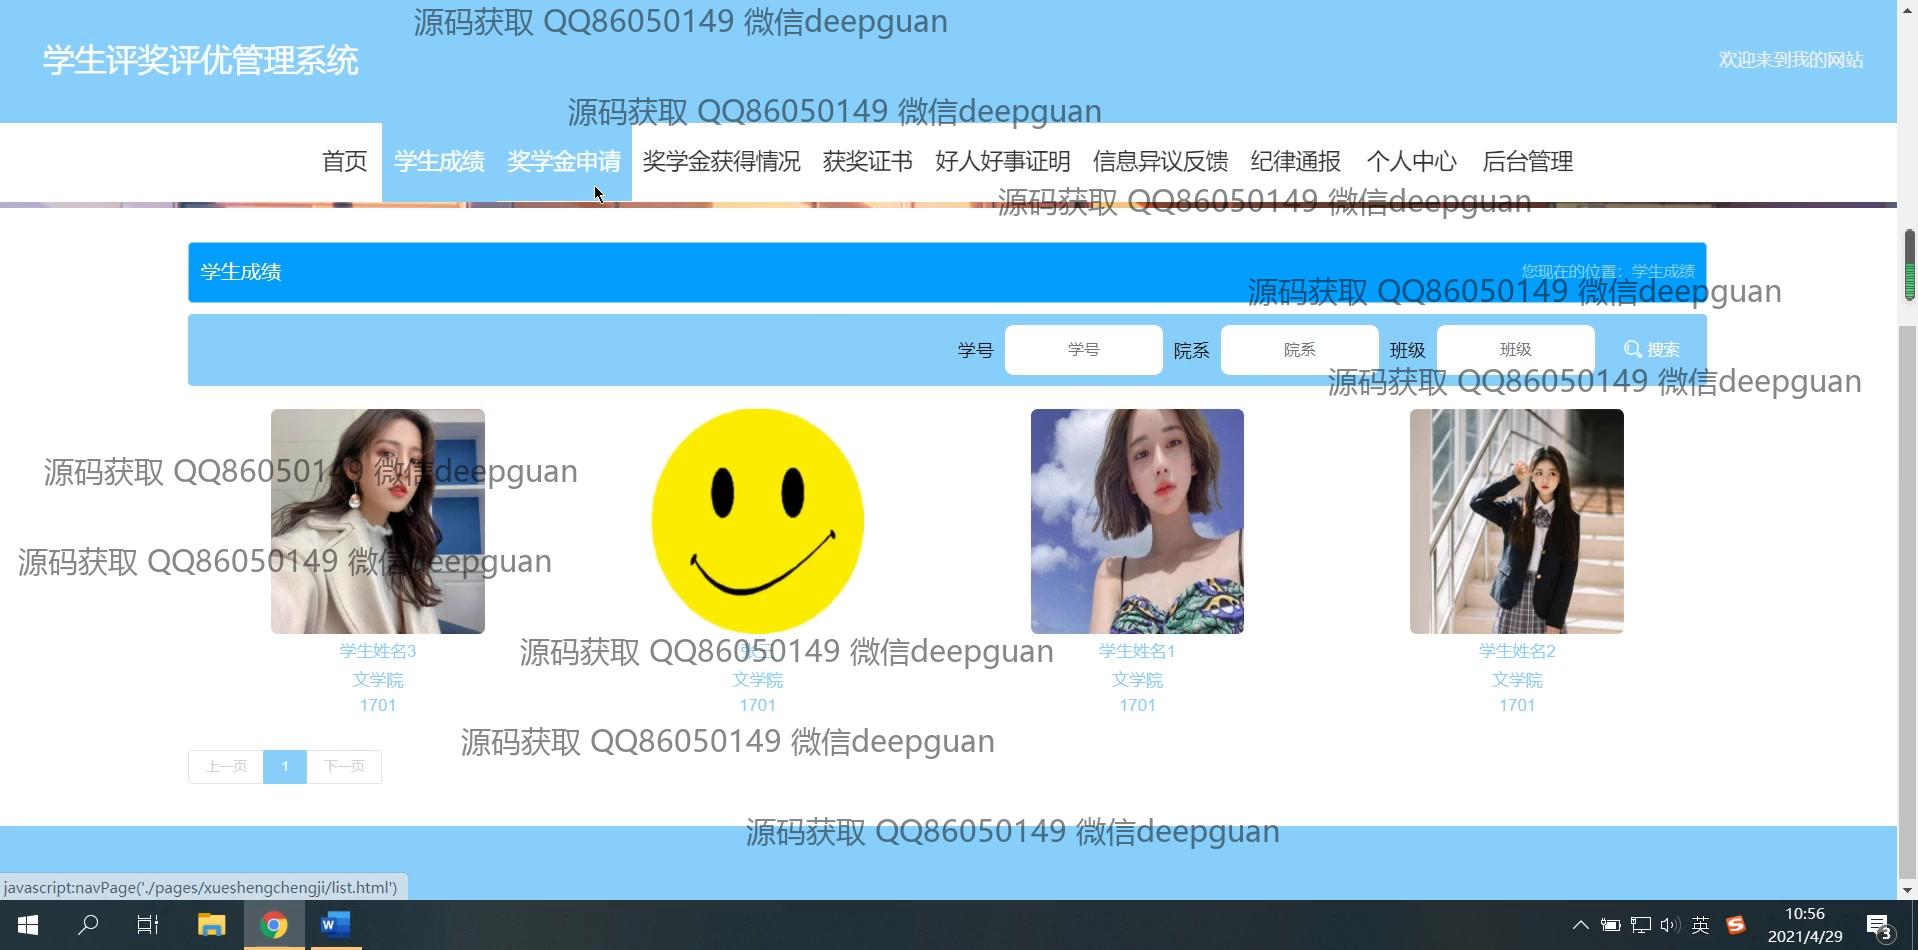 源码获取 QQ86050149 微信deepguan
学生评奖评优管理系统
欢迎来到我的网站
源码获取 QQ86050149 微信deepguan
首页 学生成绩 奖学金申请 奖学金获得情况 获奖证书 好人好事证明 信息异议反馈 纪律通报 个人中心 后台管理
源码获取 QQ86050149 微信deepguan
学生成绩
您现在的位置：学生成绩
源码获取 QQ86050149 微信deepguan
学号 学号 院系 院系 班级 班级 搜索
源码获取 QQ86050149 微信deepguan
源码获取 QQ86050149 微信deepguan
源码获取 QQ86050149 微信deepguan
学生姓名3 张三 学生姓名1 学生姓名2
源码获取 QQ86050149 微信deepguan
文学院 文学院 文学院 文学院
1701 1701 1701 1701
源码获取 QQ86050149 微信deepguan
上一页 1 下一页
源码获取 QQ86050149 微信deepguan
javascript:navPage('./pages/xueshengchengji/list.html')
英
10:56
2021/4/29
3